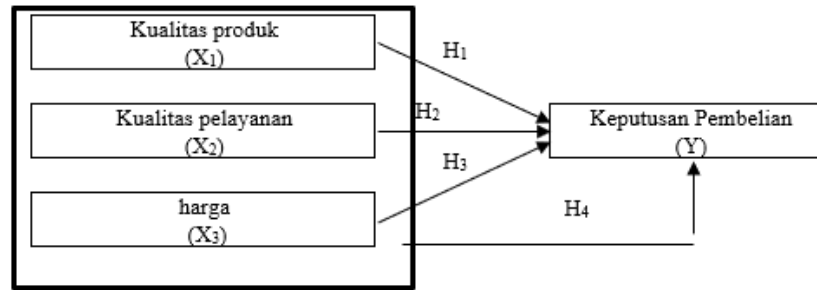 Kualitas produk
(X₁)
H₁
Kualitas pelayanan
(X₂)
H₂
Keputusan Pembelian
(Y)
H₃
harga
(X₃)
H₄